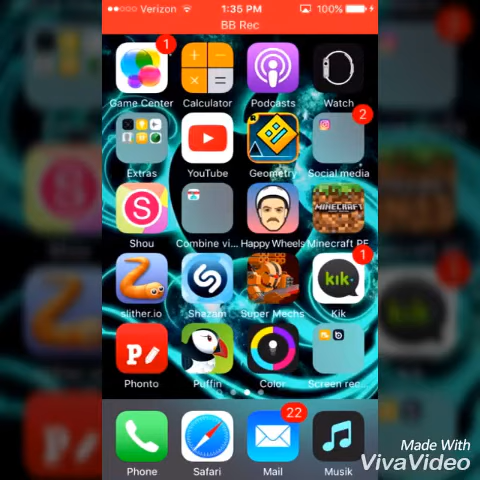 Verizon 1:35 PM 100%
BB Rec
1
Game Center Calculator Podcasts Watch
2
Extras YouTube Geometry Social media
S MINECRAFT
Shou Combine vi... Happy Wheels Minecraft PE
1
kik
slither.io Shazam Super Mechs Kik
P
Phonto Puffin Color Screen rec...
22
Phone Safari Mail Musik
Made With
VivaVideo